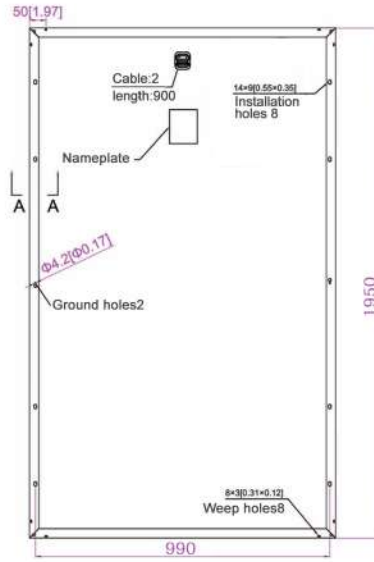 50[1.97]
Cable:2
length:900
14×9[0.55×0.35]
Installation
holes 8
Nameplate
A A
Φ4.2[Φ0.17]
Ground holes2
1950
8×3[0.31×0.12]
Weep holes8
990